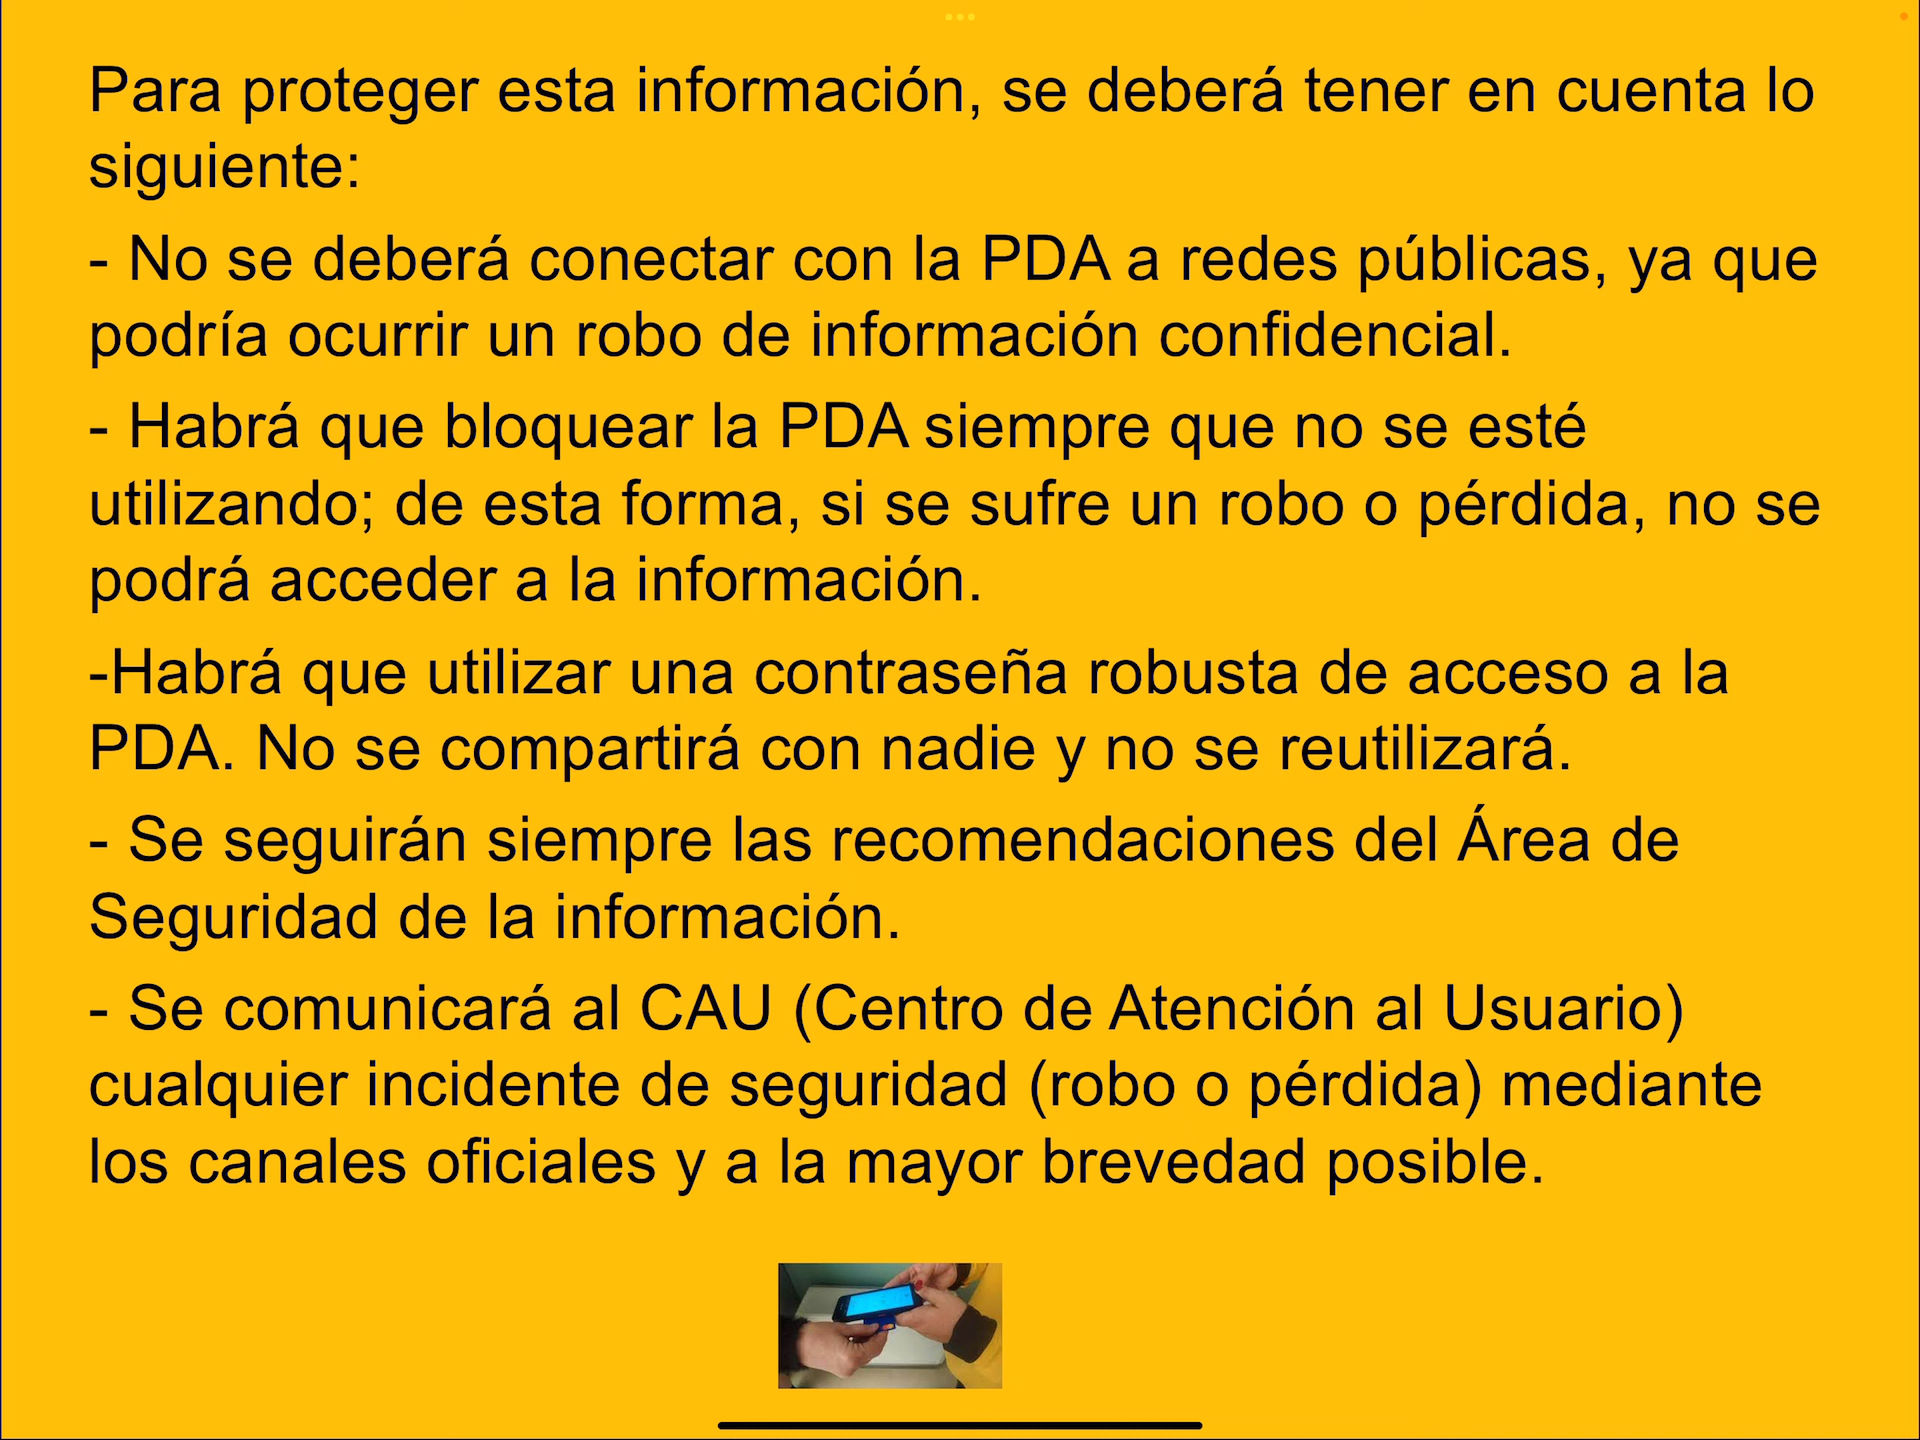 Para proteger esta información, se deberá tener en cuenta lo
siguiente:
- No se deberá conectar con la PDA a redes públicas, ya que
podría ocurrir un robo de información confidencial.
- Habrá que bloquear la PDA siempre que no se esté
utilizando; de esta forma, si se sufre un robo o pérdida, no se
podrá acceder a la información.
-Habrá que utilizar una contraseña robusta de acceso a la
PDA. No se compartirá con nadie y no se reutilizará.
- Se seguirán siempre las recomendaciones del Área de
Seguridad de la información.
- Se comunicará al CAU (Centro de Atención al Usuario)
cualquier incidente de seguridad (robo o pérdida) mediante
los canales oficiales y a la mayor brevedad posible.